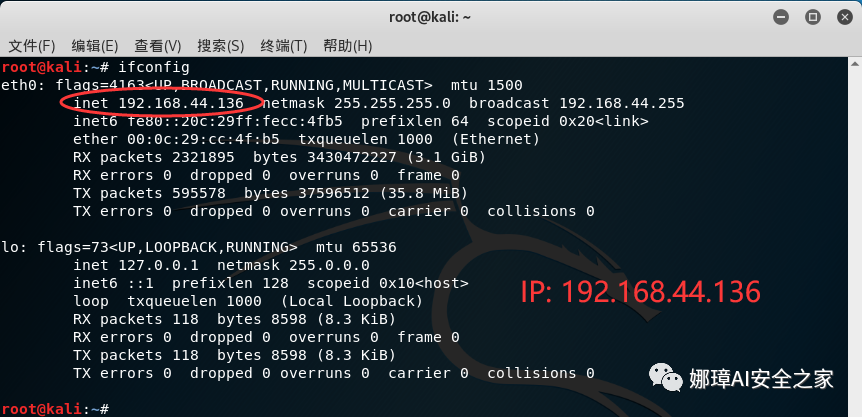 root@kali: ~
文件(F) 编辑(E) 查看(V) 搜索(S) 终端(T) 帮助(H)
root@kali:~# ifconfig
eth0: flags=4163<UP,BROADCAST,RUNNING,MULTICAST>  mtu 1500
inet 192.168.44.136  netmask 255.255.255.0  broadcast 192.168.44.255
inet6 fe80::20c:29ff:fecc:4fb5  prefixlen 64  scopeid 0x20<link>
ether 00:0c:29:cc:4f:b5  txqueuelen 1000  (Ethernet)
RX packets 2321895  bytes 3430472227 (3.1 GiB)
RX errors 0  dropped 0  overruns 0  frame 0
TX packets 595578  bytes 37596512 (35.8 MiB)
TX errors 0  dropped 0 overruns 0  carrier 0  collisions 0
lo: flags=73<UP,LOOPBACK,RUNNING>  mtu 65536
inet 127.0.0.1  netmask 255.0.0.0
inet6 ::1  prefixlen 128  scopeid 0x10<host>
loop  txqueuelen 1000  (Local Loopback)
RX packets 118  bytes 8598 (8.3 KiB)
RX errors 0  dropped 0  overruns 0  frame 0
TX packets 118  bytes 8598 (8.3 KiB)
TX errors 0  dropped 0 overruns 0  carrier 0  collisions 0
IP: 192.168.44.136
娜璋AI安全之家
root@kali:~#